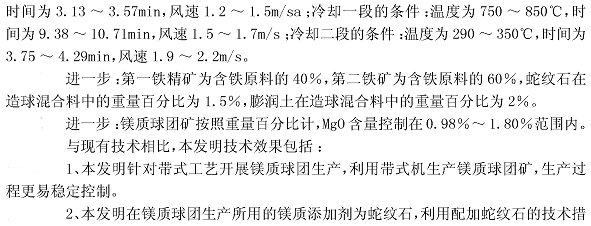 时间为3.13～3.57min,风速1.2～1.5m/sa;冷却一段的条件:温度为750～850℃,时
间为9.38～10.71min,风速1.5～1.7m/s;冷却二段的条件:温度为290～350℃,时间为
3.75～4.29min,风速1.9～2.2m/s。
进一步:第一铁精矿为含铁原料的40%,第二铁矿为含铁原料的60%,蛇纹石在
造球混合料中的重量百分比为1.5%,膨润土在造球混合料中的重量百分比为2%。
进一步:镁质球团矿按照重量百分比计,MgO含量控制在0.98%～1.80%范围内。
与现有技术相比,本发明技术效果包括:
1、本发明针对带式工艺开展镁质球团生产,利用带式机生产镁质球团矿,生产过
程更易稳定控制。
2、本发明在镁质球团生产所用的镁质添加剂为蛇纹石,利用配加蛇纹石的技术措